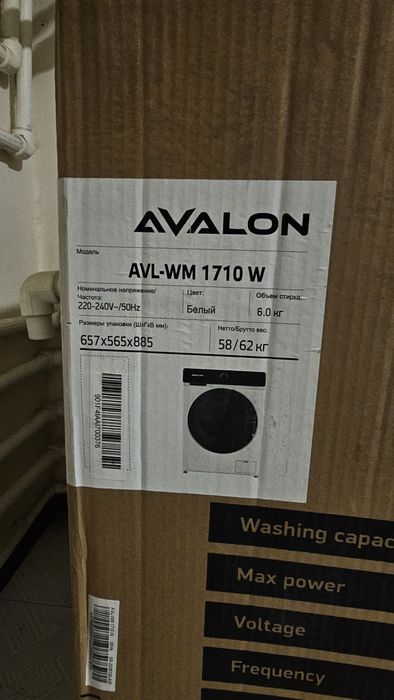 AVALON
Модель
AVL-WM 1710 W
Номинальное напряжение/
Частота:
220-240V~/50Hz
Цвет:
Белый
Объем стирки:
6.0 кг
Размеры упаковки (ШxГxВ мм):
657x565x885
Нетто/Брутто вес:
58/62 кг
AVALON
Washing capac
Max power
Voltage
Frequency